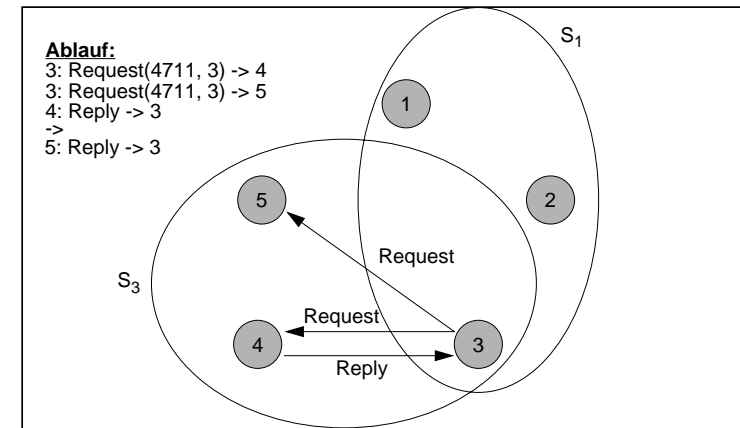 Ablauf:
3: Request(4711, 3) -> 4
3: Request(4711, 3) -> 5
4: Reply -> 3
->
5: Reply -> 3
S1
1
5
2
Request
S3
Request
4
3
Reply